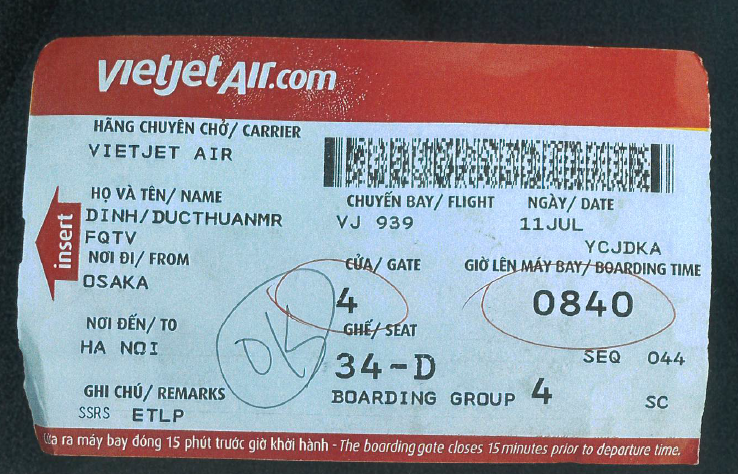 vietjetAir.com
HÃNG CHUYÊN CHỞ/ CARRIER
VIETJET AIR
HỌ VÀ TÊN/ NAME
DINH/DUCTHUANMR
FQTV
CHUYẾN BAY/ FLIGHT
VJ 939
NGÀY/ DATE
11JUL
YCJDKA
insert
NƠI ĐI/ FROM
OSAKA
CỬA/ GATE
4
GIỜ LÊN MÁY BAY/ BOARDING TIME
0840
NƠI ĐẾN/ TO
HA NOI
OK
GHẾ/ SEAT
34-D
SEQ 044
BOARDING GROUP 4
SC
GHI CHÚ/ REMARKS
SSRS ETLP
Cửa ra máy bay đóng 15 phút trước giờ khởi hành - The boarding gate closes 15 minutes prior to departure time.